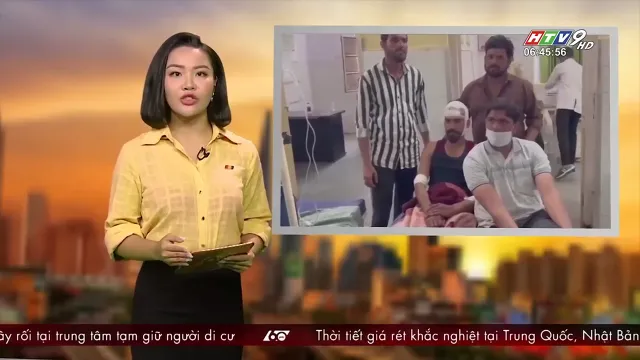 HTV9 HD
06:45:56
ây rối tại trung tâm tạm giữ người di cư
60
Thời tiết giá rét khắc nghiệt tại Trung Quốc, Nhật Bản